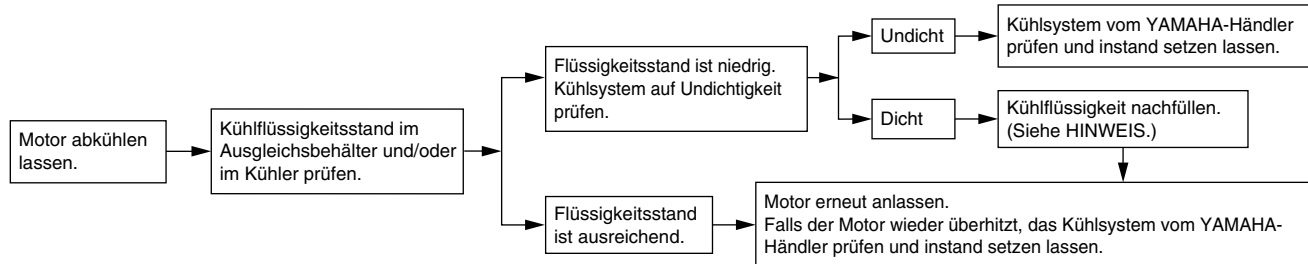 Motor abkühlen
lassen.
Kühlflüssigkeitsstand im
Ausgleichsbehälter und/oder
im Kühler prüfen.
Flüssigkeitsstand ist niedrig.
Kühlsystem auf Undichtigkeit
prüfen.
Undicht
Kühlsystem vom YAMAHA-Händler
prüfen und instand setzen lassen.
Dicht
Kühlflüssigkeit nachfüllen.
(Siehe HINWEIS.)
Flüssigkeitsstand
ist ausreichend.
Motor erneut anlassen.
Falls der Motor wieder überhitzt, das Kühlsystem vom YAMAHA-
Händler prüfen und instand setzen lassen.